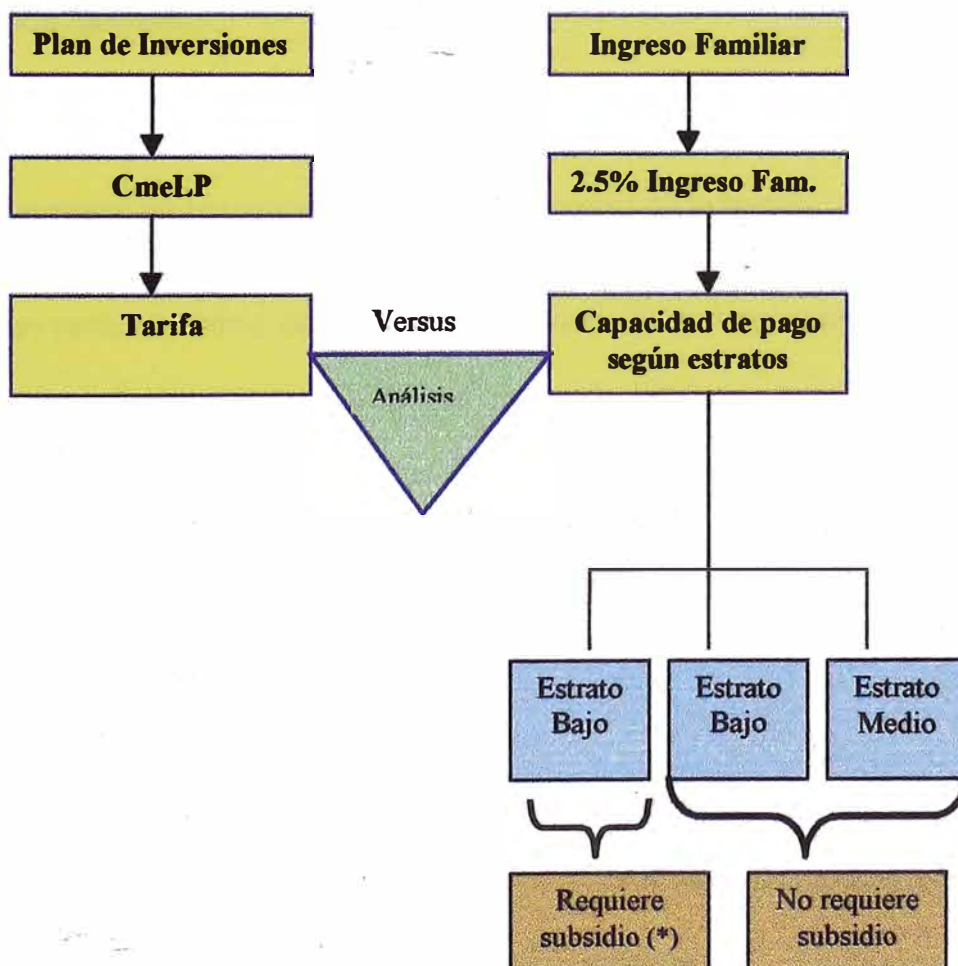 Plan de Inversiones
Ingreso Familiar
CmeLP
2.5% Ingreso Fam.
Tarifa
Versus
Capacidad de pago
según estratos
Análisis
Estrato
Bajo
Estrato
Bajo
Estrato
Medio
Requiere
subsidio (*)
No requiere
subsidio